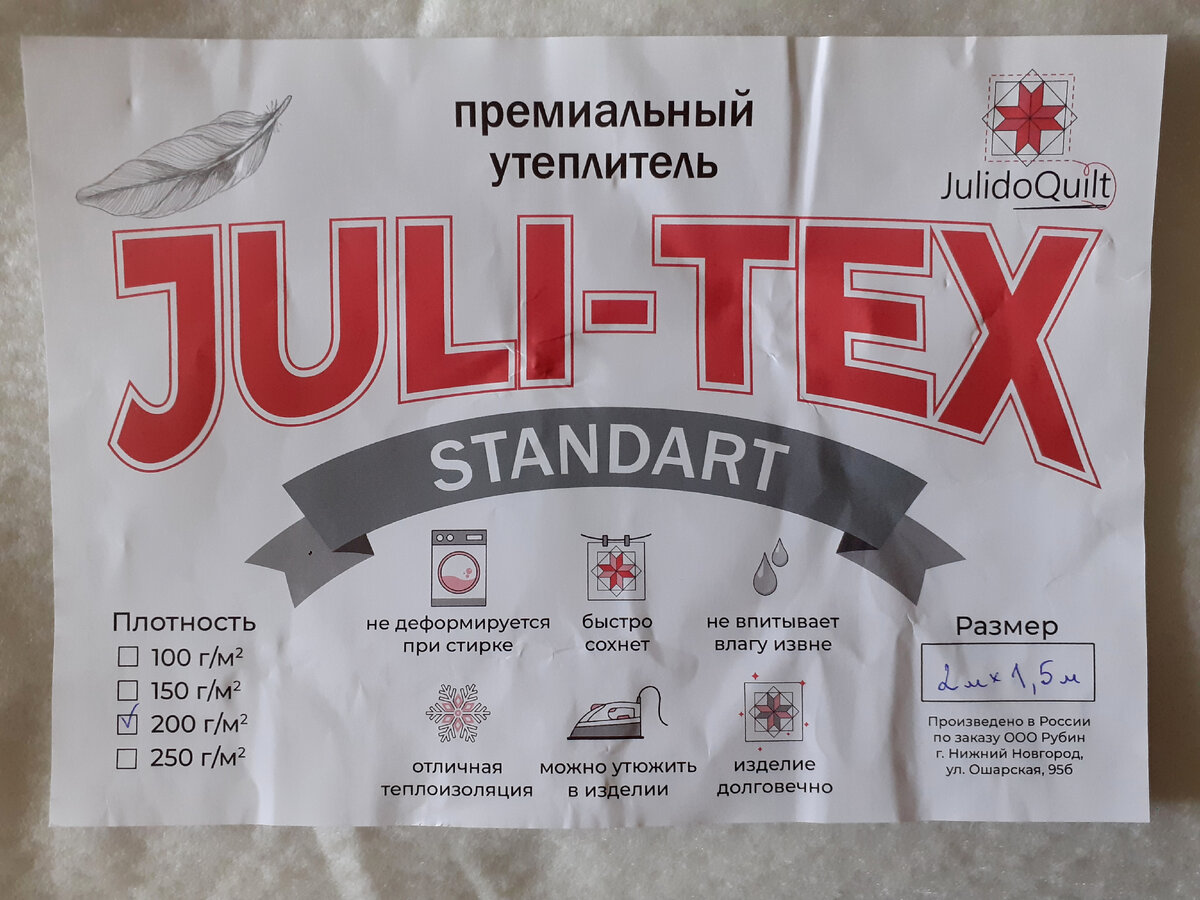 премиальный
утеплитель
JulidoQuilt
JULI-TEX
STANDART
не деформируется
при стирке
быстро
сохнет
не впитывает
влагу извне
отличная
теплоизоляция
можно утюжить
в изделии
изделие
долговечно
Плотность
100 г/м²
150 г/м²
200 г/м²
250 г/м²
Размер
2м × 1,5м
Произведено в России
по заказу ООО Рубин
г. Нижний Новгород,
ул. Ошарская, 95б